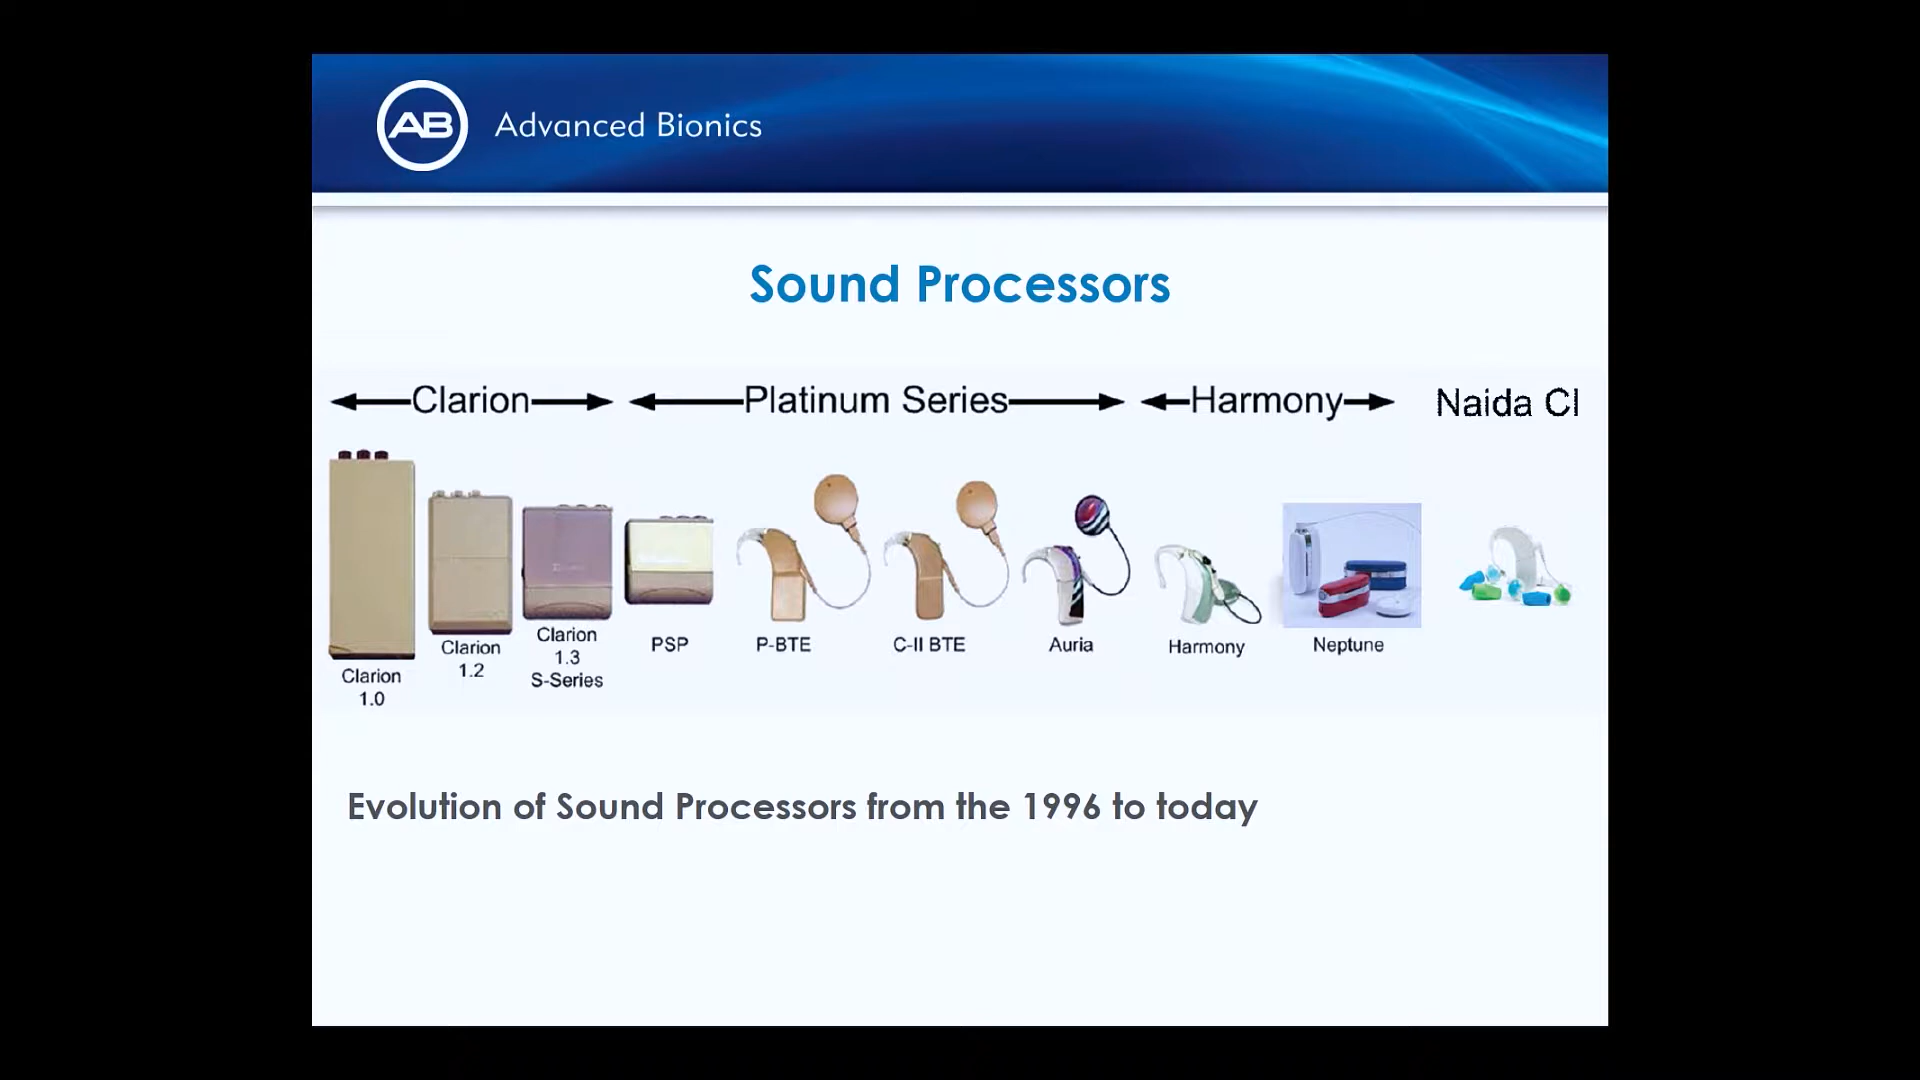 AB Advanced Bionics
Sound Processors
Clarion
Platinum Series
Harmony
Naida CI
Clarion
1.0
Clarion
1.2
Clarion
1.3
S-Series
PSP
P-BTE
C-II BTE
Auria
Harmony
Neptune
Evolution of Sound Processors from the 1996 to today